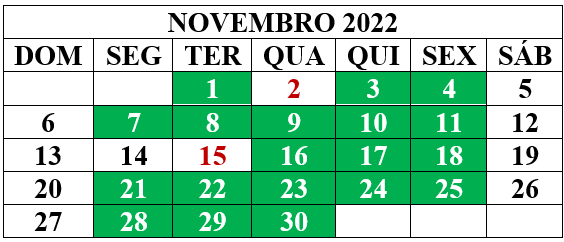 NOVEMBRO 2022
DOM SEG TER QUA QUI SEX SÁB
1 2 3 4 5
6 7 8 9 10 11 12
13 14 15 16 17 18 19
20 21 22 23 24 25 26
27 28 29 30